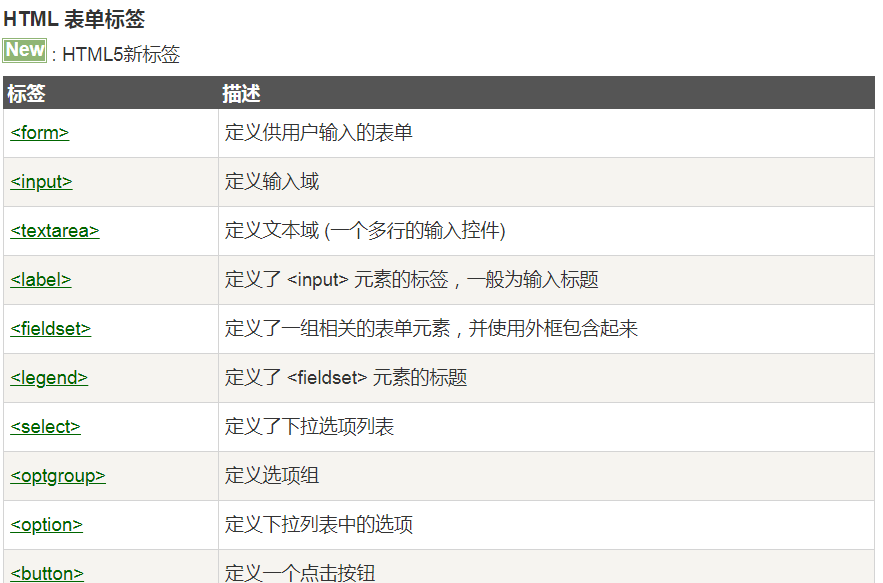 HTML 表单标签
New : HTML5新标签
标签 描述
<form> 定义供用户输入的表单
<input> 定义输入域
<textarea> 定义文本域 (一个多行的输入控件)
<label> 定义了 <input> 元素的标签，一般为输入标题
<fieldset> 定义了一组相关的表单元素，并使用外框包含起来
<legend> 定义了 <fieldset> 元素的标题
<select> 定义了下拉选项列表
<optgroup> 定义选项组
<option> 定义下拉列表中的选项
<button> 定义一个点击按钮